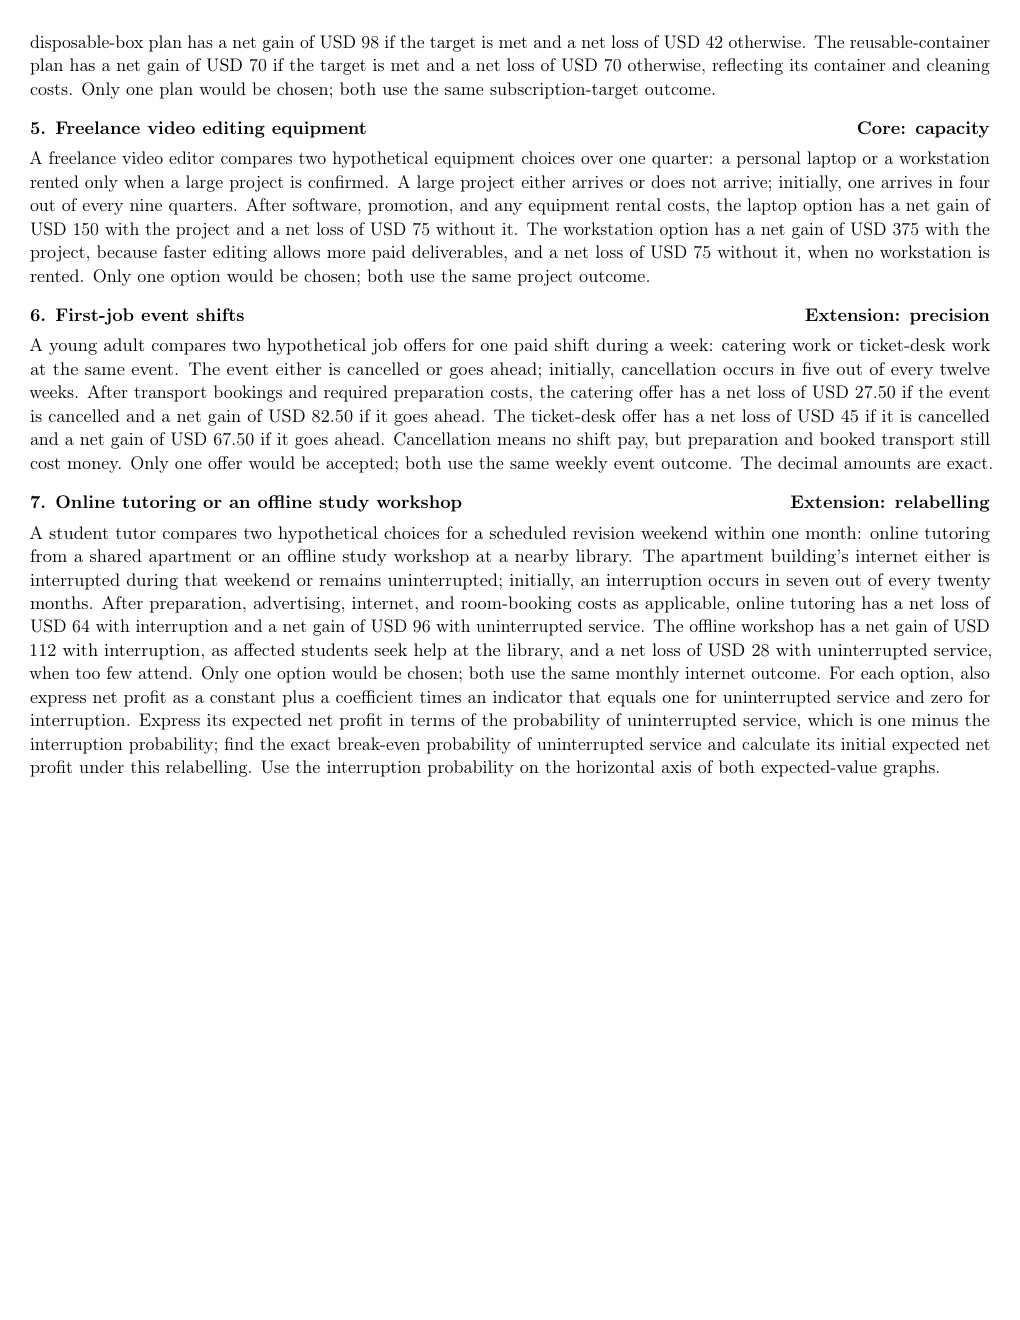 disposable-box plan has a net gain of USD 98 if the target is met and a net loss of USD 42 otherwise. The reusable-container
plan has a net gain of USD 70 if the target is met and a net loss of USD 70 otherwise, reflecting its container and cleaning
costs. Only one plan would be chosen; both use the same subscription-target outcome.
5. Freelance video editing equipment Core: capacity
A freelance video editor compares two hypothetical equipment choices over one quarter: a personal laptop or a workstation
rented only when a large project is confirmed. A large project either arrives or does not arrive; initially, one arrives in four
out of every nine quarters. After software, promotion, and any equipment rental costs, the laptop option has a net gain of
USD 150 with the project and a net loss of USD 75 without it. The workstation option has a net gain of USD 375 with the
project, because faster editing allows more paid deliverables, and a net loss of USD 75 without it, when no workstation is
rented. Only one option would be chosen; both use the same project outcome.
6. First-job event shifts Extension: precision
A young adult compares two hypothetical job offers for one paid shift during a week: catering work or ticket-desk work
at the same event. The event either is cancelled or goes ahead; initially, cancellation occurs in five out of every twelve
weeks. After transport bookings and required preparation costs, the catering offer has a net loss of USD 27.50 if the event
is cancelled and a net gain of USD 82.50 if it goes ahead. The ticket-desk offer has a net loss of USD 45 if it is cancelled
and a net gain of USD 67.50 if it goes ahead. Cancellation means no shift pay, but preparation and booked transport still
cost money. Only one offer would be accepted; both use the same weekly event outcome. The decimal amounts are exact.
7. Online tutoring or an offline study workshop Extension: relabelling
A student tutor compares two hypothetical choices for a scheduled revision weekend within one month: online tutoring
from a shared apartment or an offline study workshop at a nearby library. The apartment building's internet either is
interrupted during that weekend or remains uninterrupted; initially, an interruption occurs in seven out of every twenty
months. After preparation, advertising, internet, and room-booking costs as applicable, online tutoring has a net loss of
USD 64 with interruption and a net gain of USD 96 with uninterrupted service. The offline workshop has a net gain of USD
112 with interruption, as affected students seek help at the library, and a net loss of USD 28 with uninterrupted service,
when too few attend. Only one option would be chosen; both use the same monthly internet outcome. For each option, also
express net profit as a constant plus a coefficient times an indicator that equals one for uninterrupted service and zero for
interruption. Express its expected net profit in terms of the probability of uninterrupted service, which is one minus the
interruption probability; find the exact break-even probability of uninterrupted service and calculate its initial expected net
profit under this relabelling. Use the interruption probability on the horizontal axis of both expected-value graphs.